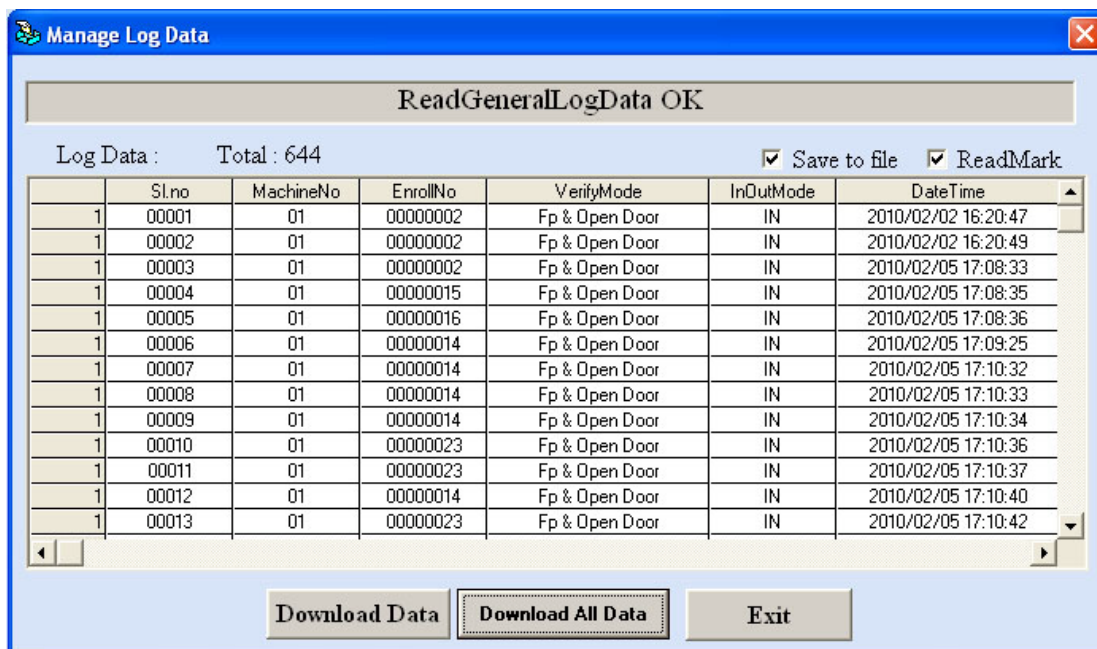 Manage Log Data
ReadGeneralLogData OK
Log Data : Total : 644 Save to file ReadMark
Sl.no MachineNo EnrollNo VerifyMode InOutMode DateTime
1 00001 01 00000002 Fp & Open Door IN 2010/02/02 16:20:47
1 00002 01 00000002 Fp & Open Door IN 2010/02/02 16:20:49
1 00003 01 00000002 Fp & Open Door IN 2010/02/05 17:08:33
1 00004 01 00000015 Fp & Open Door IN 2010/02/05 17:08:35
1 00005 01 00000016 Fp & Open Door IN 2010/02/05 17:08:36
1 00006 01 00000014 Fp & Open Door IN 2010/02/05 17:09:25
1 00007 01 00000014 Fp & Open Door IN 2010/02/05 17:10:32
1 00008 01 00000014 Fp & Open Door IN 2010/02/05 17:10:33
1 00009 01 00000014 Fp & Open Door IN 2010/02/05 17:10:34
1 00010 01 00000023 Fp & Open Door IN 2010/02/05 17:10:36
1 00011 01 00000023 Fp & Open Door IN 2010/02/05 17:10:37
1 00012 01 00000014 Fp & Open Door IN 2010/02/05 17:10:40
1 00013 01 00000023 Fp & Open Door IN 2010/02/05 17:10:42
Download Data Download All Data Exit